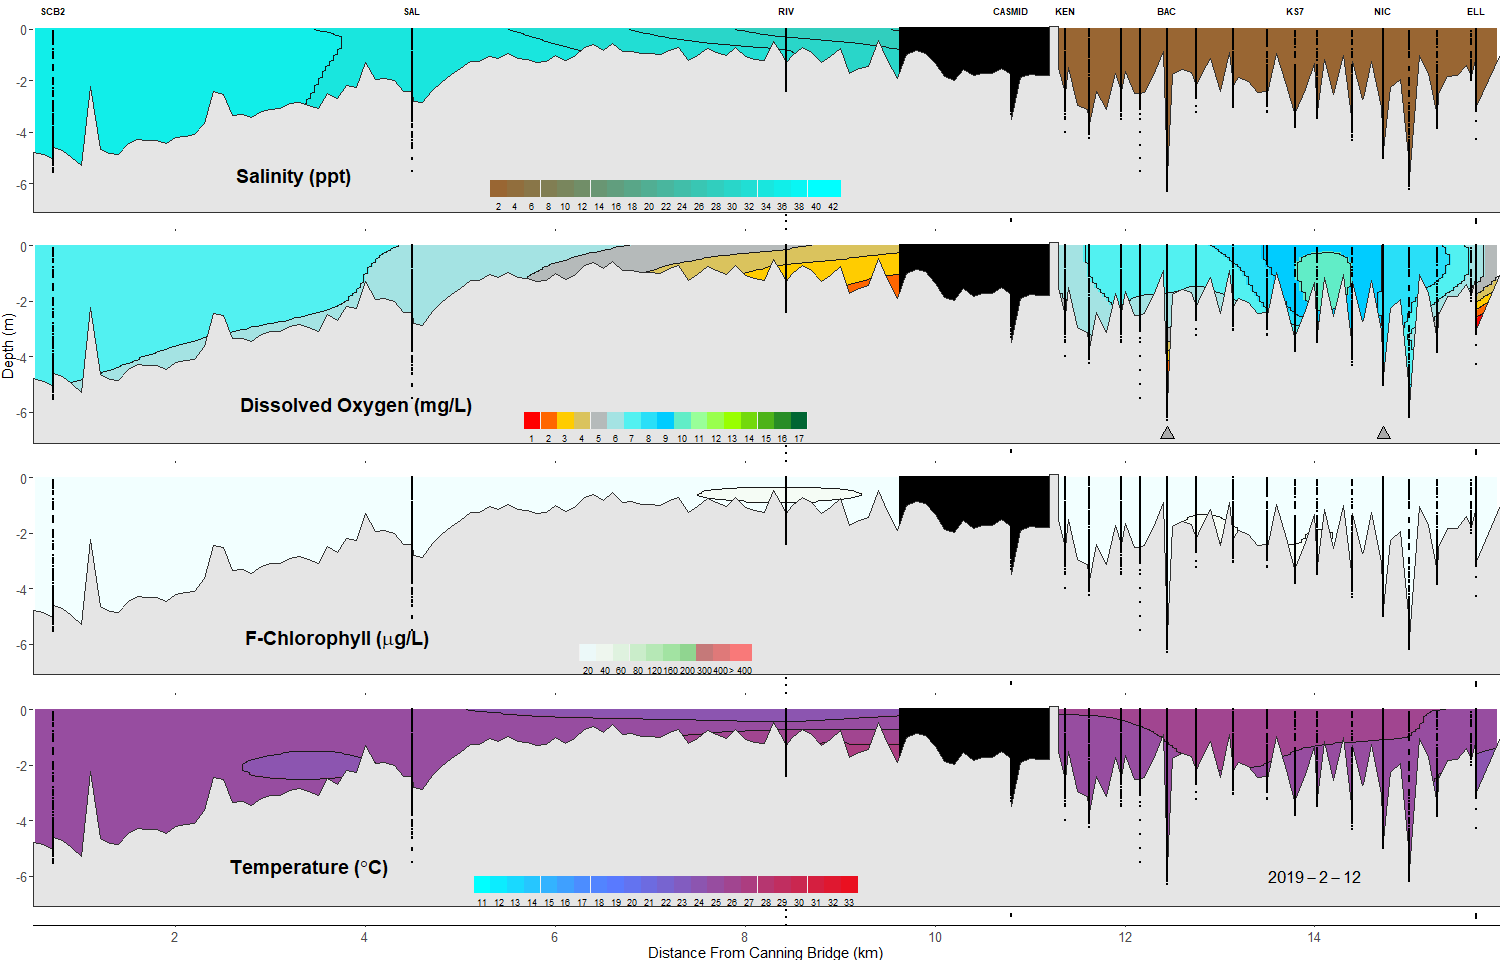 SCB2 SAL RIV CASMID KEN BAC KS7 NIC ELL
0
-2
-4
-6
Salinity (ppt)
2 4 6 8 10 12 14 16 18 20 22 24 26 28 30 32 34 36 38 40 42
0
-2
-4
-6
Depth (m)
Dissolved Oxygen (mg/L)
1 2 3 4 5 6 7 8 9 10 11 12 13 14 15 16 17
0
-2
-4
-6
F-Chlorophyll (µg/L)
20 40 60 80 120 160 200 300 400 > 400
0
-2
-4
-6
Temperature (°C)
2019 – 2 – 12
11 12 13 14 15 16 17 18 19 20 21 22 23 24 25 26 27 28 29 30 31 32 33
2 4 6 8 10 12 14
Distance From Canning Bridge (km)